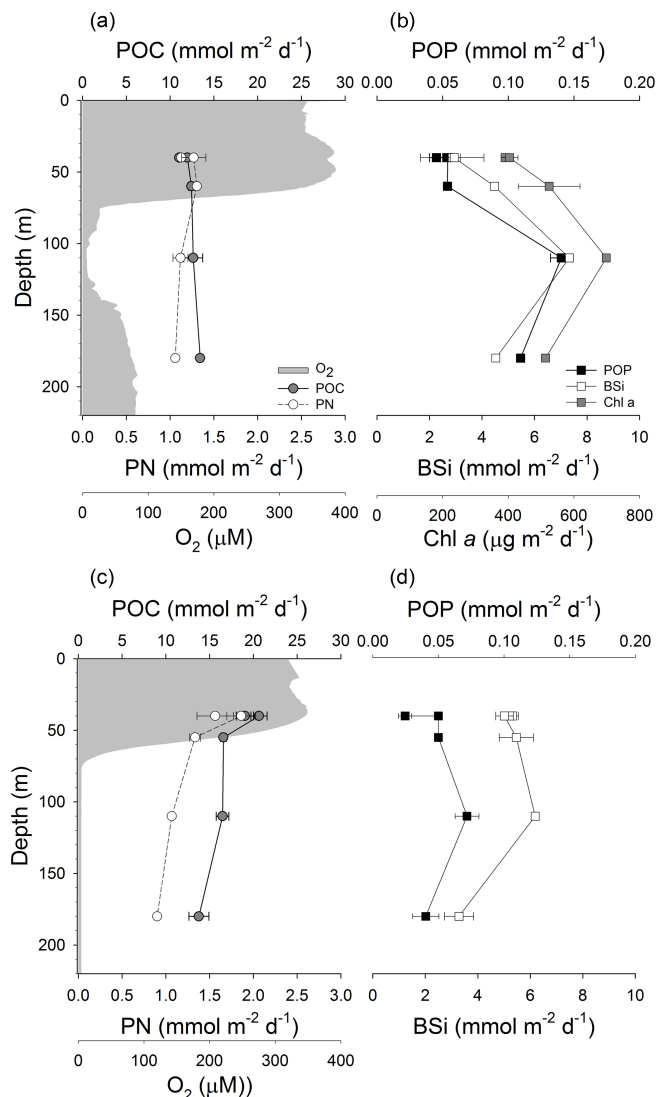 (a)
POC (mmol m-2 d-1)
0 5 10 15 20 25 30
0
50
100
150
200
Depth (m)
O2
POC
PN
0.0 0.5 1.0 1.5 2.0 2.5 3.0
PN (mmol m-2 d-1)
0 100 200 300 400
O2 (μM)
(b)
POP (mmol m-2 d-1)
0.00 0.05 0.10 0.15 0.20
POP
BSi
Chl a
0 2 4 6 8 10
BSi (mmol m-2 d-1)
0 200 400 600 800
Chl a (μg m-2 d-1)
(c)
POC (mmol m-2 d-1)
0 5 10 15 20 25 30
0
50
100
150
200
Depth (m)
0.0 0.5 1.0 1.5 2.0 2.5 3.0
PN (mmol m-2 d-1)
0 100 200 300 400
O2 (μM))
(d)
POP (mmol m-2 d-1)
0.00 0.05 0.10 0.15 0.20
0 2 4 6 8 10
BSi (mmol m-2 d-1)